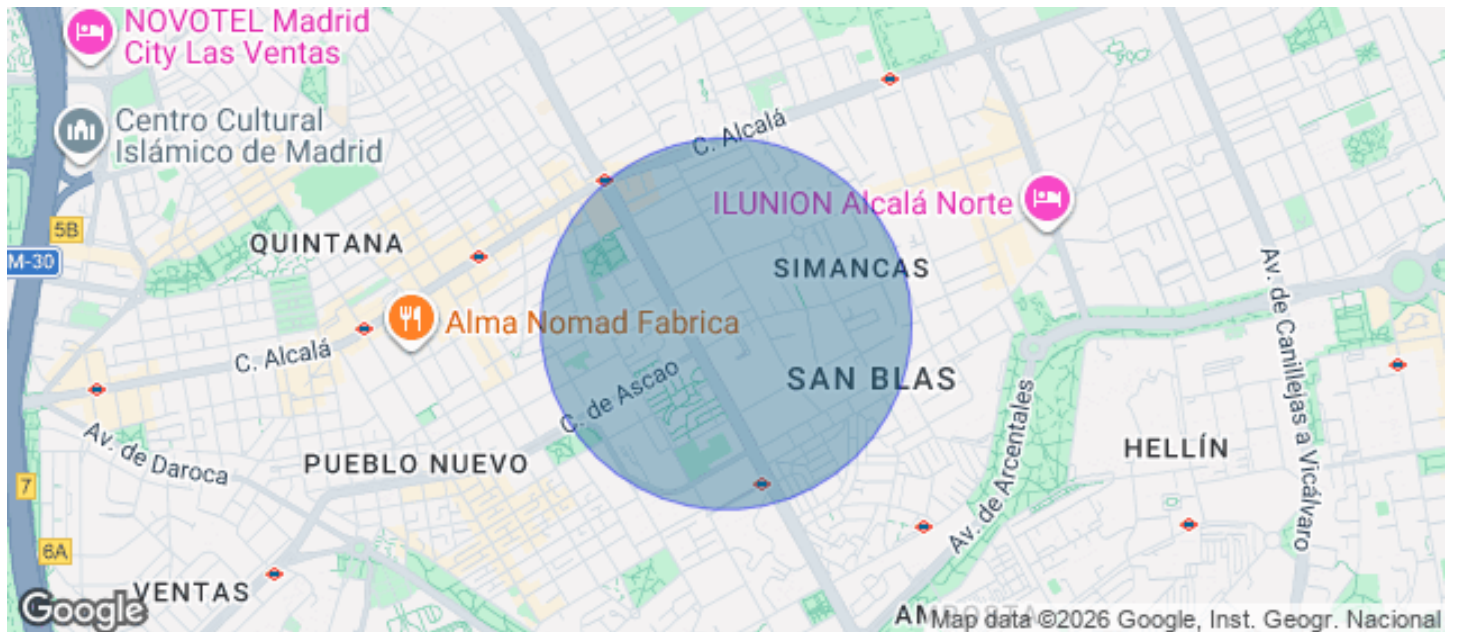 NOVOTEL Madrid
City Las Ventas
Centro Cultural
Islámico de Madrid
C. Alcalá
ILUNION Alcalá Norte
5B
QUINTANA
M-30
SIMANCAS
Av. de Canillejas a Vicálvaro
Alma Nomad Fabrica
C. Alcalá
C. de Ascao
SAN BLAS
Av. de Arcentales
HELLÍN
Av. de Daroca
PUEBLO NUEVO
7
6A
VENTAS
Google
Map data ©2026 Google, Inst. Geogr. Nacional